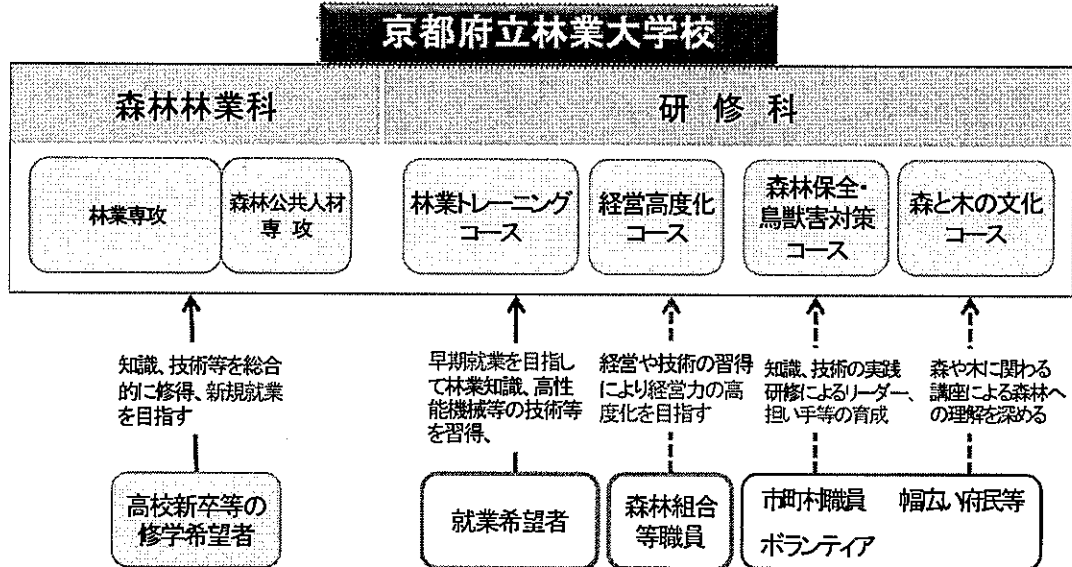 京都府立林業大学校
森林林業科
研修科
林業専攻
森林公共人材
専攻
林業トレーニング
コース
経営高度化
コース
森林保全・
鳥獣害対策
コース
森と木の文化
コース
知識、技術等を総合
的に修得、新規就業
を目指す
早期就業を目指し
て林業知識、高性
能機械等の技術等
を習得、
経営や技術の習得
により経営力の高
度化を目指す
知識、技術の実践
研修によるリーダー、
担い手等の育成
森や木に関わる
講座による森林へ
の理解を深める
高校新卒等の
修学希望者
就業希望者
森林組合
等職員
市町村職員 幅広い府民等
ボランティア